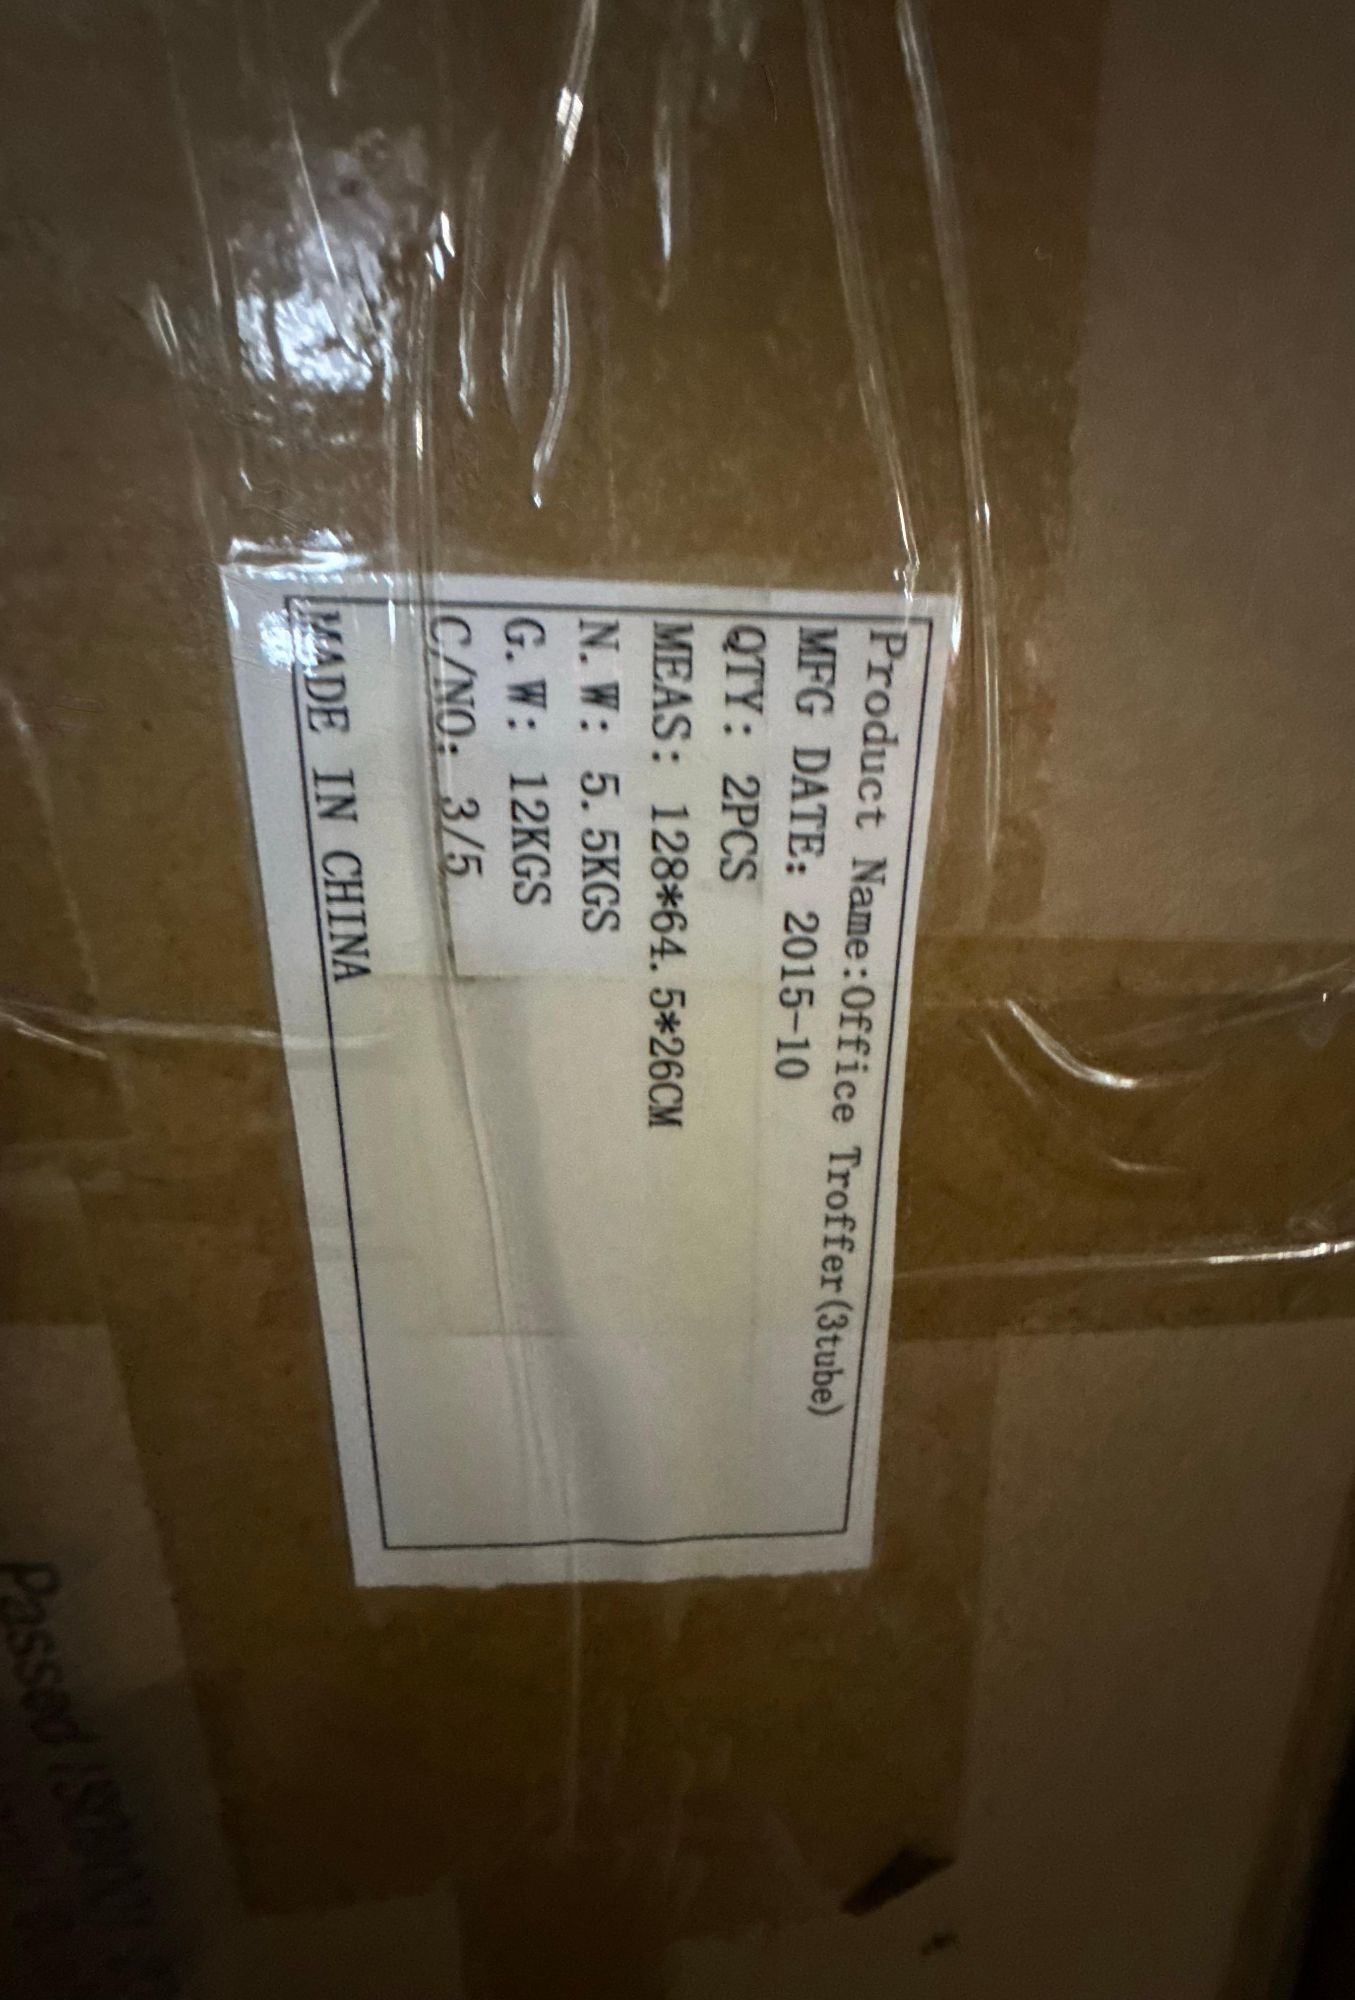 Product Name:Office Troffer(3tube)
MFG DATE: 2015-10
QTY: 2PCS
MEAS: 128*64.5*26CM
N.W: 5.5KGS
G.W: 12KGS
C/NO: 3/5
MADE IN CHINA
Passed